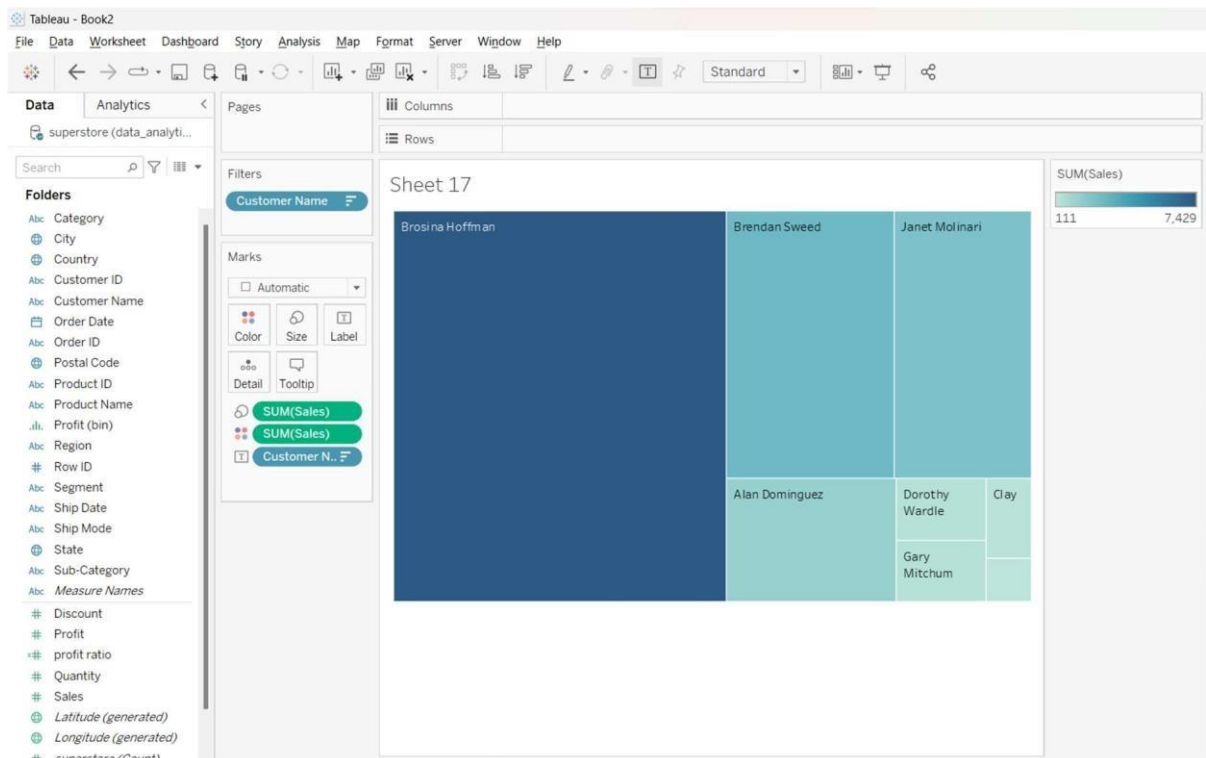 Tableau - Book2
File Data Worksheet Dashboard Story Analysis Map Format Server Window Help
Standard
Data Analytics
superstore (data_analyti...
Search
Folders
Abc Category
City
Country
Abc Customer ID
Abc Customer Name
Order Date
Abc Order ID
Postal Code
Abc Product ID
Abc Product Name
Profit (bin)
Abc Region
# Row ID
Abc Segment
Abc Ship Date
Abc Ship Mode
State
Abc Sub-Category
Abc Measure Names
# Discount
# Profit
=# profit ratio
# Quantity
# Sales
Latitude (generated)
Longitude (generated)
# superstore (Count)
Pages
Filters
Customer Name
Marks
Automatic
Color Size Label
Detail Tooltip
SUM(Sales)
SUM(Sales)
Customer N..
Columns
Rows
Sheet 17
Brosina Hoffman
Brendan Sweed
Janet Molinari
Alan Dominguez
Dorothy
Wardle
Clay
Gary
Mitchum
SUM(Sales)
111 7,429